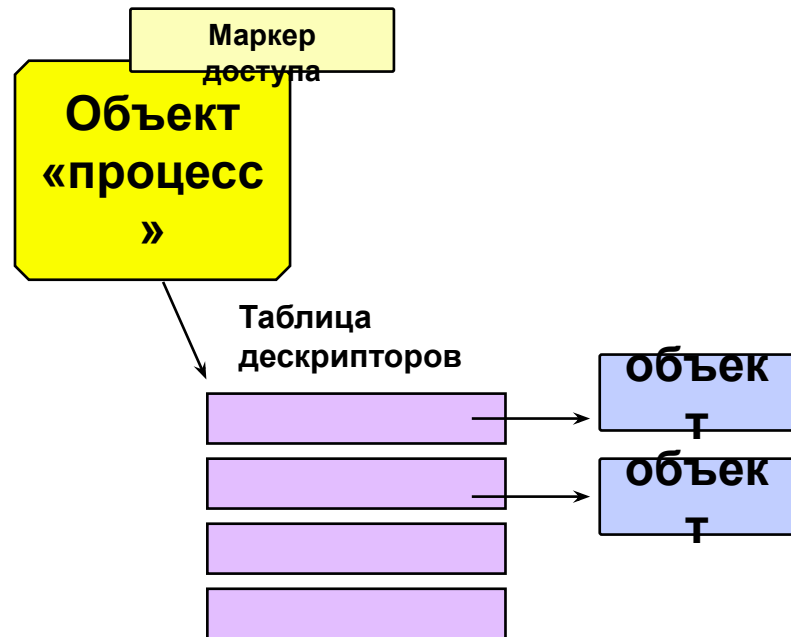 Маркер
доступа
Объект
«процесс
»
Таблица
дескрипторов
объек
т
объек
т